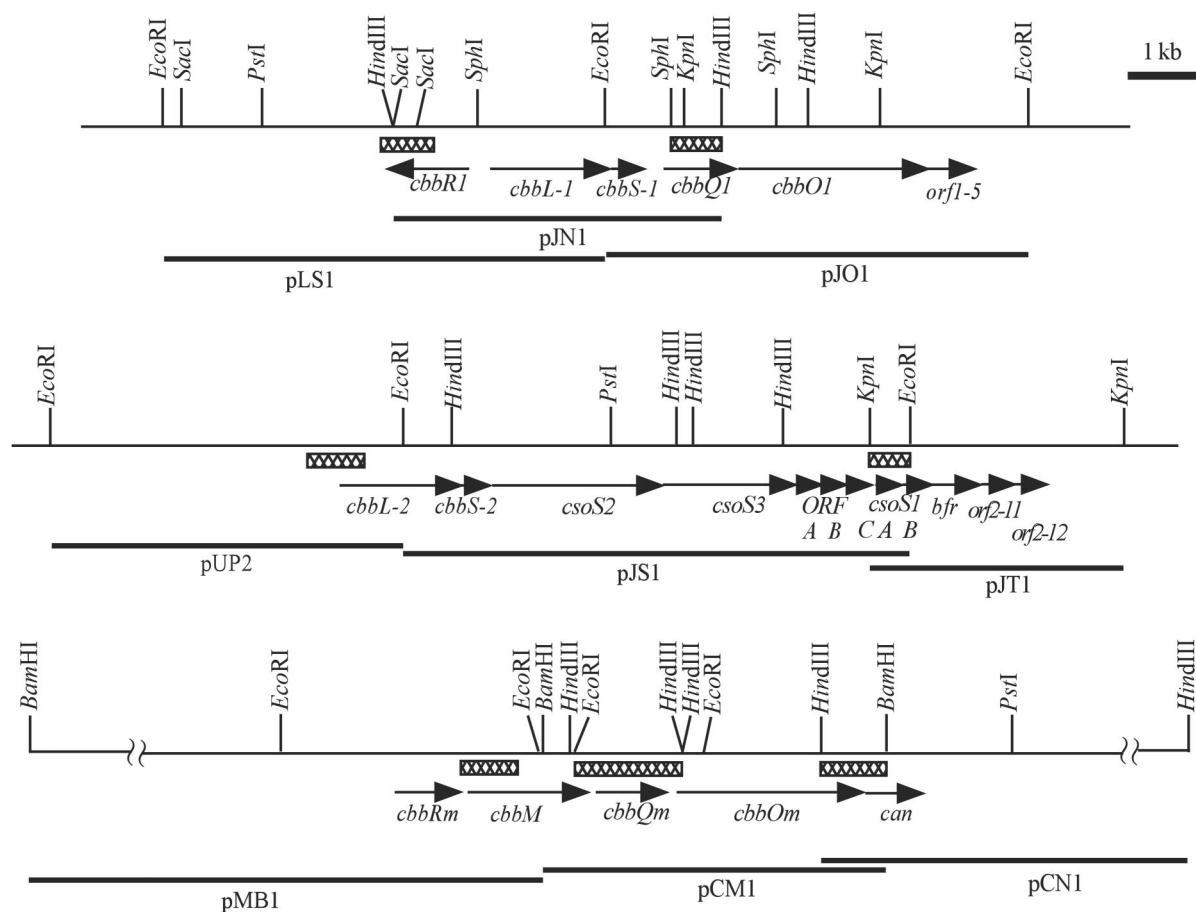 EcoRI SacI PstI HindIII SacI SacI SphI EcoRI SphI KpnI HindIII SphI HindIII KpnI EcoRI 1 kb
cbbR1 cbbL-1 cbbS-1 cbbQ1 cbbO1 orf1-5
pJN1
pLS1 pJO1
EcoRI EcoRI HindIII PstI HindIII HindIII HindIII KpnI EcoRI KpnI
cbbL-2 cbbS-2 csoS2 csoS3 ORF csoS1 bfr orf2-11
A B C A B orf2-12
pUP2 pJS1 pJT1
BamHI EcoRI EcoRI BamHI HindIII EcoRI HindIII HindIII EcoRI HindIII BamHI PstI HindIII
cbbRm cbbM cbbQm cbbOm can
pMB1 pCM1 pCN1